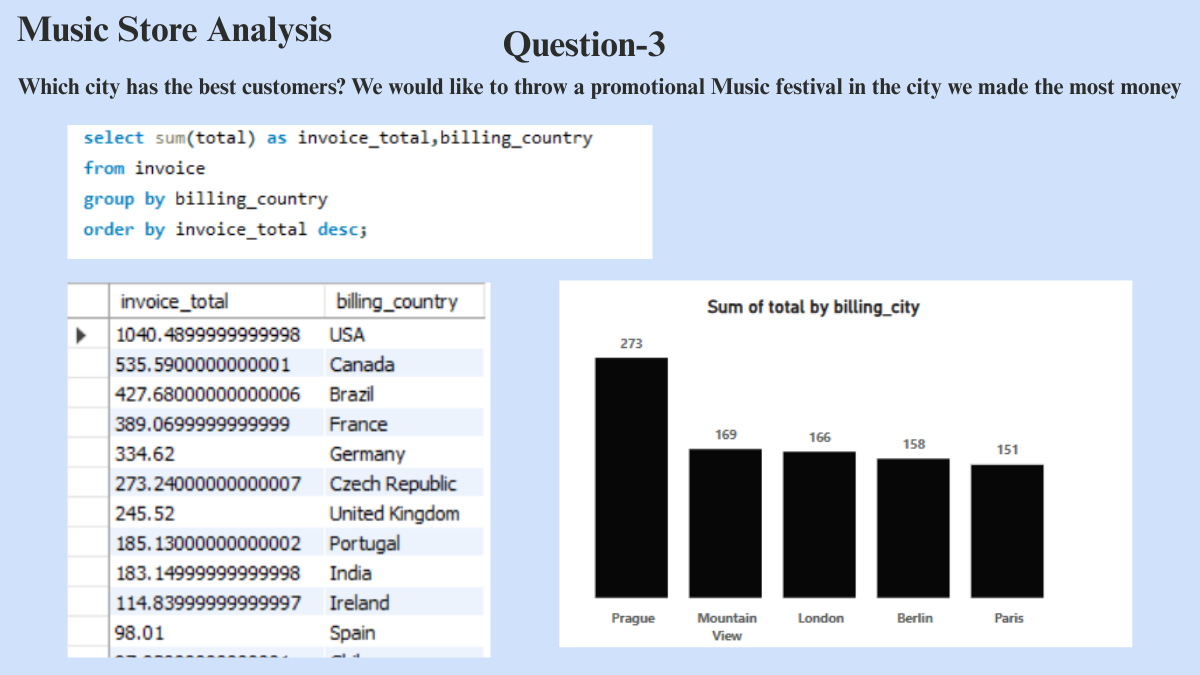 Music Store Analysis
Question-3
Which city has the best customers? We would like to throw a promotional Music festival in the city we made the most money
select sum(total) as invoice_total,billing_country
from invoice
group by billing_country
order by invoice_total desc;
invoice_total billing_country
1040.4899999999998 USA
535.5900000000001 Canada
427.68000000000006 Brazil
389.0699999999999 France
334.62 Germany
273.24000000000007 Czech Republic
245.52 United Kingdom
185.13000000000002 Portugal
183.14999999999998 India
114.83999999999997 Ireland
98.01 Spain
Sum of total by billing_city
273
169
166
158
151
Prague
Mountain
View
London
Berlin
Paris